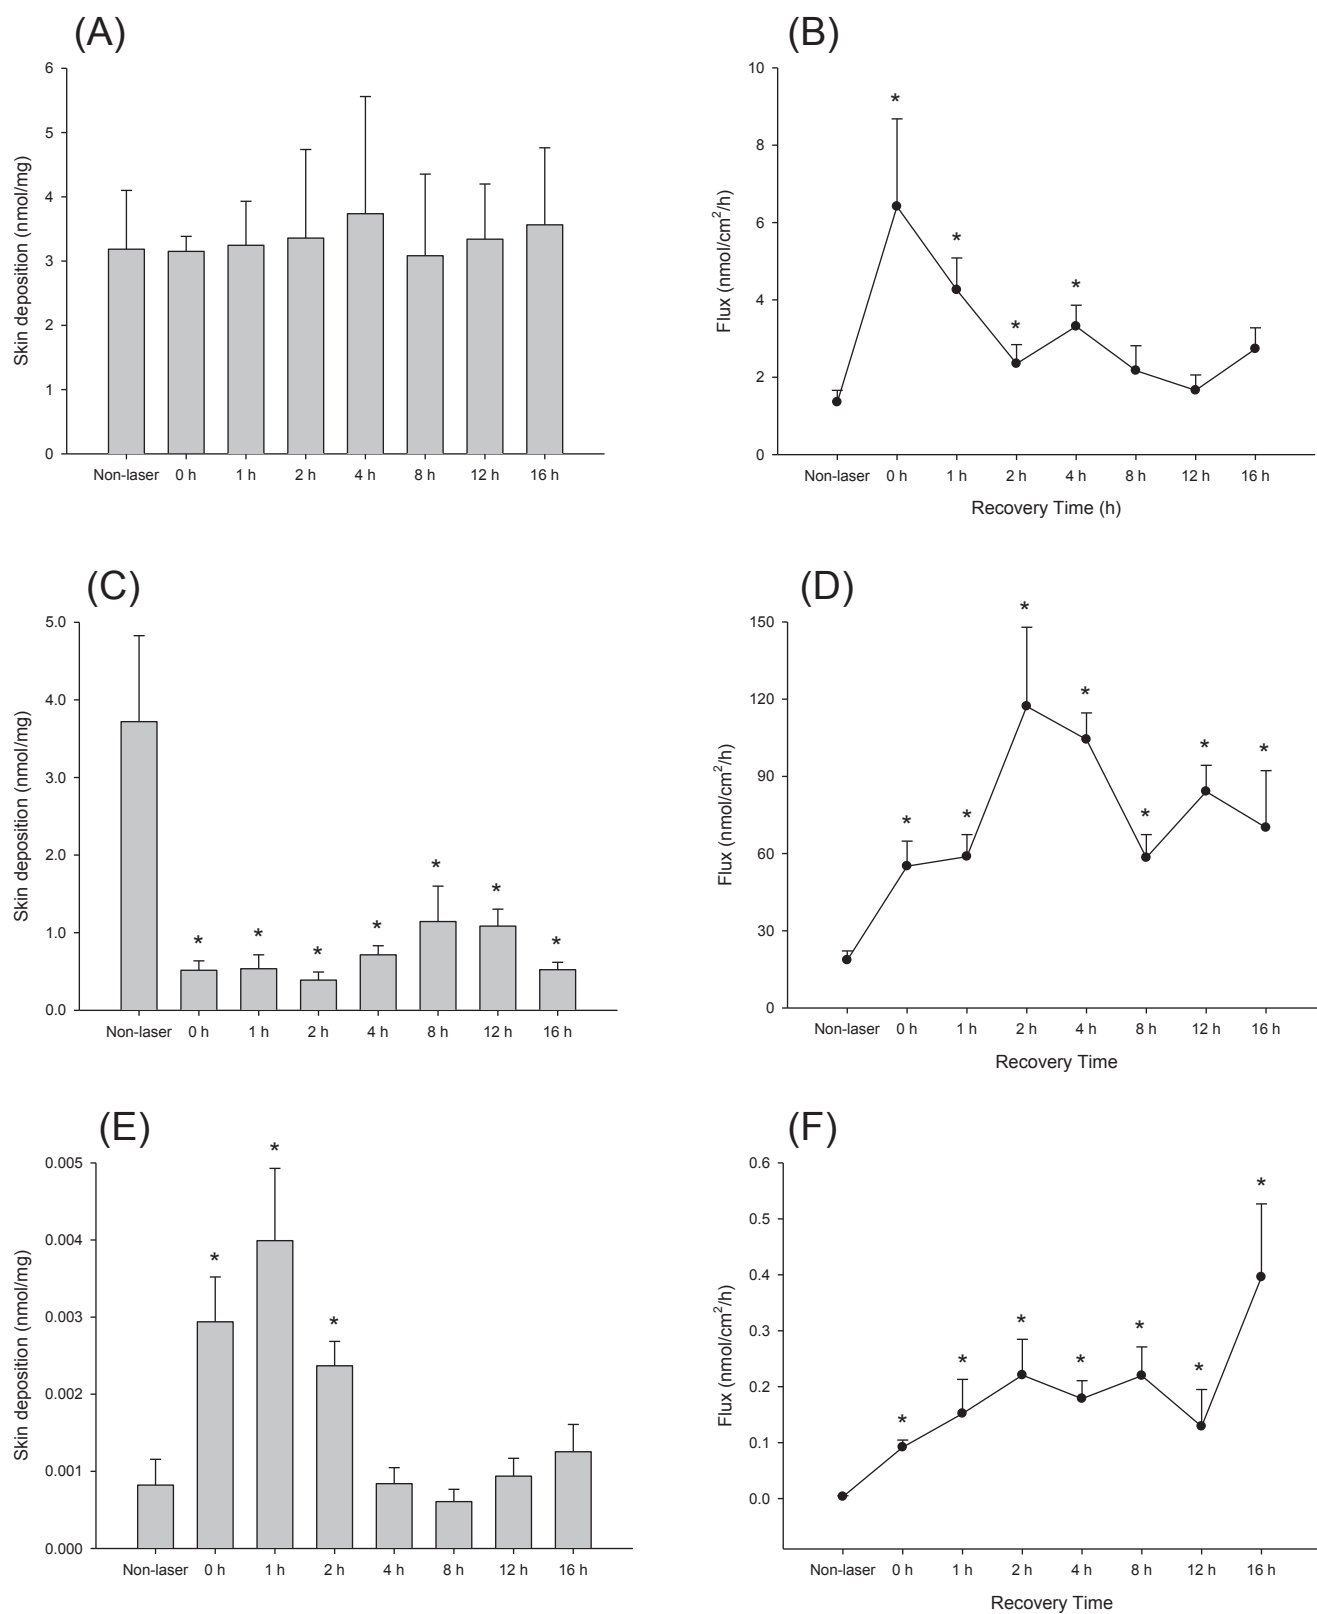 (A)
6
5
4
3
2
1
0
Skin deposition (nmol/mg)
Non-laser 0 h 1 h 2 h 4 h 8 h 12 h 16 h
(B)
10
8
6
4
2
0
Flux (nmol/cm²/h)
* * * *
Non-laser 0 h 1 h 2 h 4 h 8 h 12 h 16 h
Recovery Time (h)
(C)
5.0
4.0
3.0
2.0
1.0
0.0
Skin deposition (nmol/mg)
* * * * * * *
Non-laser 0 h 1 h 2 h 4 h 8 h 12 h 16 h
(D)
150
120
90
60
30
0
Flux (nmol/cm²/h)
* * * * * * *
Non-laser 0 h 1 h 2 h 4 h 8 h 12 h 16 h
Recovery Time
(E)
0.005
0.004
0.003
0.002
0.001
0.000
Skin deposition (nmol/mg)
* * *
Non-laser 0 h 1 h 2 h 4 h 8 h 12 h 16 h
(F)
0.6
0.5
0.4
0.3
0.2
0.1
0.0
Flux (nmol/cm²/h)
* * * * * * *
Non-laser 0 h 1 h 2 h 4 h 8 h 12 h 16 h
Recovery Time